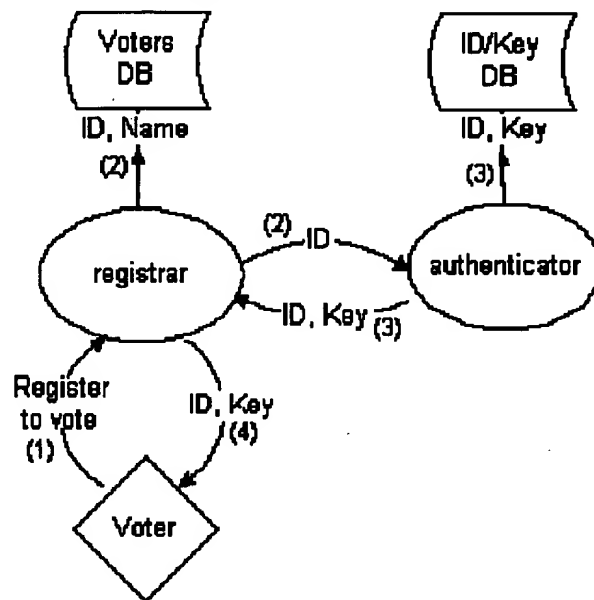 Voters
DB
ID/Key
DB
ID, Name
(2)
ID, Key
(3)
(2)
ID
registrar
authenticator
ID, Key
(3)
Register
to vote
(1)
ID, Key
(4)
Voter